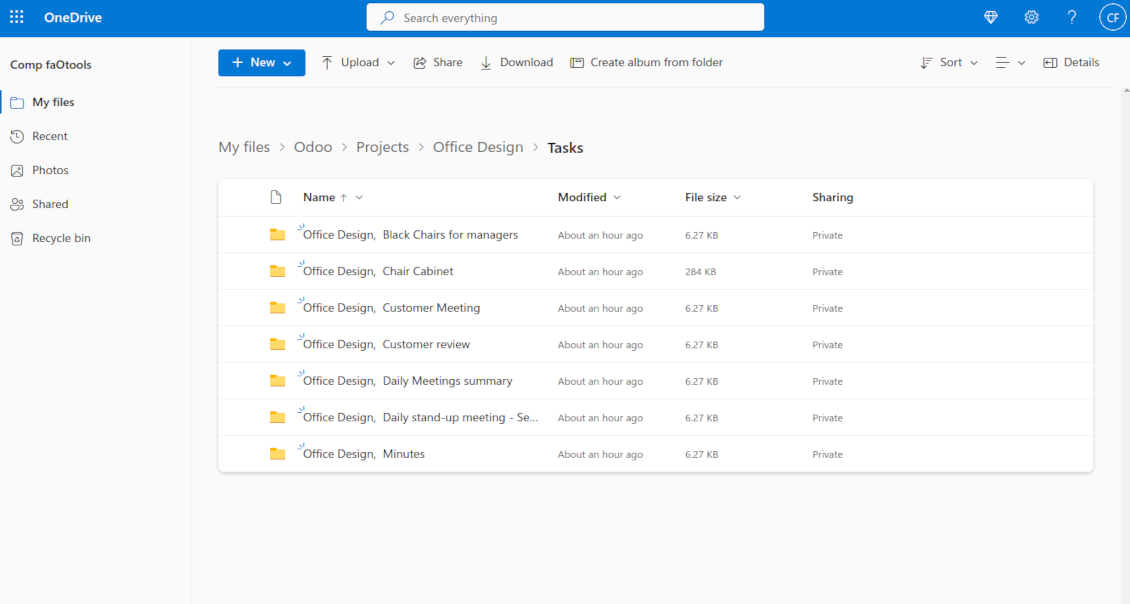 OneDrive
Search everything
CF
Comp faOtools
My files
Recent
Photos
Shared
Recycle bin
New
Upload
Share
Download
Create album from folder
Sort
Details
My files > Odoo > Projects > Office Design > Tasks
Name ↑ Modified File size Sharing
Office Design, Black Chairs for managers About an hour ago 6.27 KB Private
Office Design, Chair Cabinet About an hour ago 284 KB Private
Office Design, Customer Meeting About an hour ago 6.27 KB Private
Office Design, Customer review About an hour ago 6.27 KB Private
Office Design, Daily Meetings summary About an hour ago 6.27 KB Private
Office Design, Daily stand-up meeting - Se... About an hour ago 6.27 KB Private
Office Design, Minutes About an hour ago 6.27 KB Private